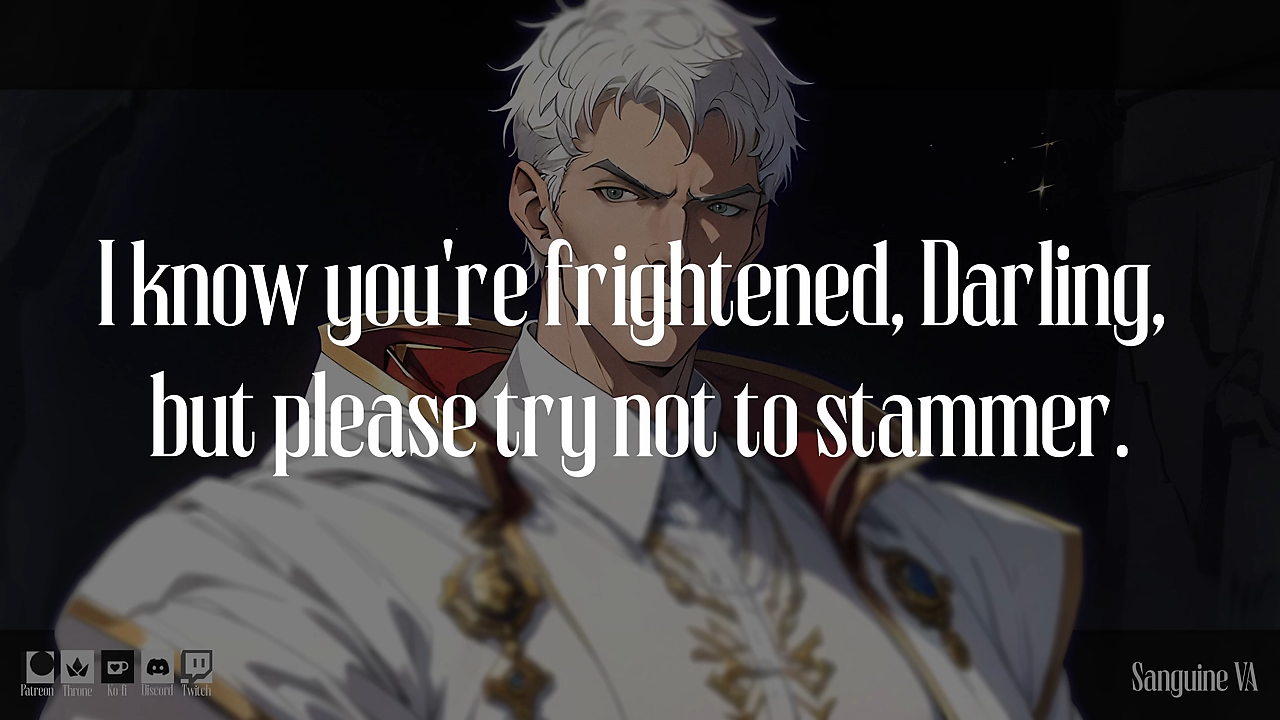 I know you're frightened, Darling,
but please try not to stammer.
Patreon Throne Ko fi Discord Twitch
Sanguine VA